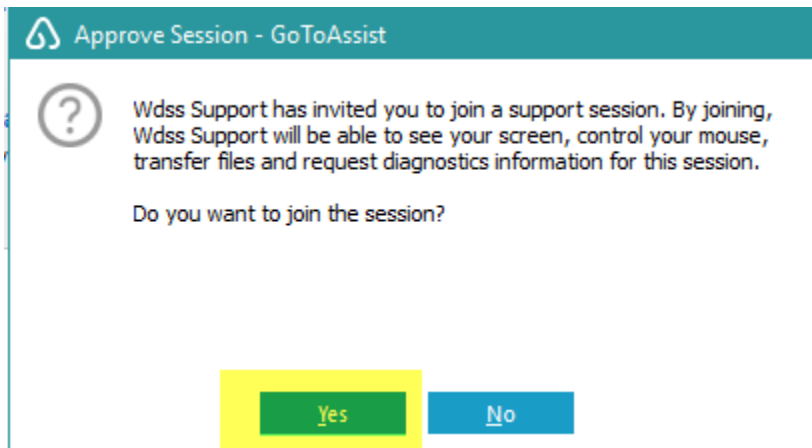 Approve Session - GoToAssist
Wdss Support has invited you to join a support session. By joining,
Wdss Support will be able to see your screen, control your mouse,
transfer files and request diagnostics information for this session.
Do you want to join the session?
Yes No